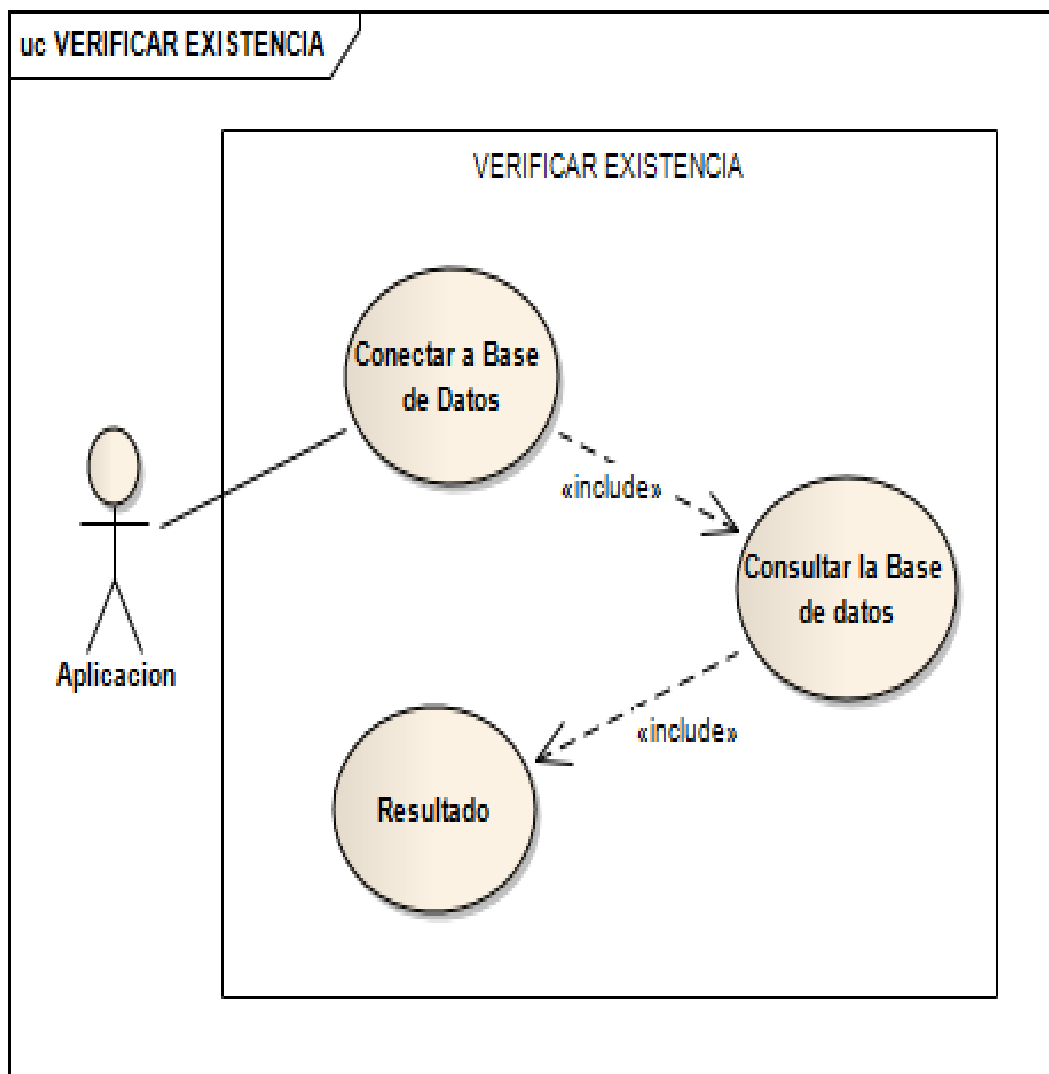 uc VERIFICAR EXISTENCIA
VERIFICAR EXISTENCIA
Conectar a Base
de Datos
«include»
Consultar la Base
de datos
Aplicacion
«include»
Resultado